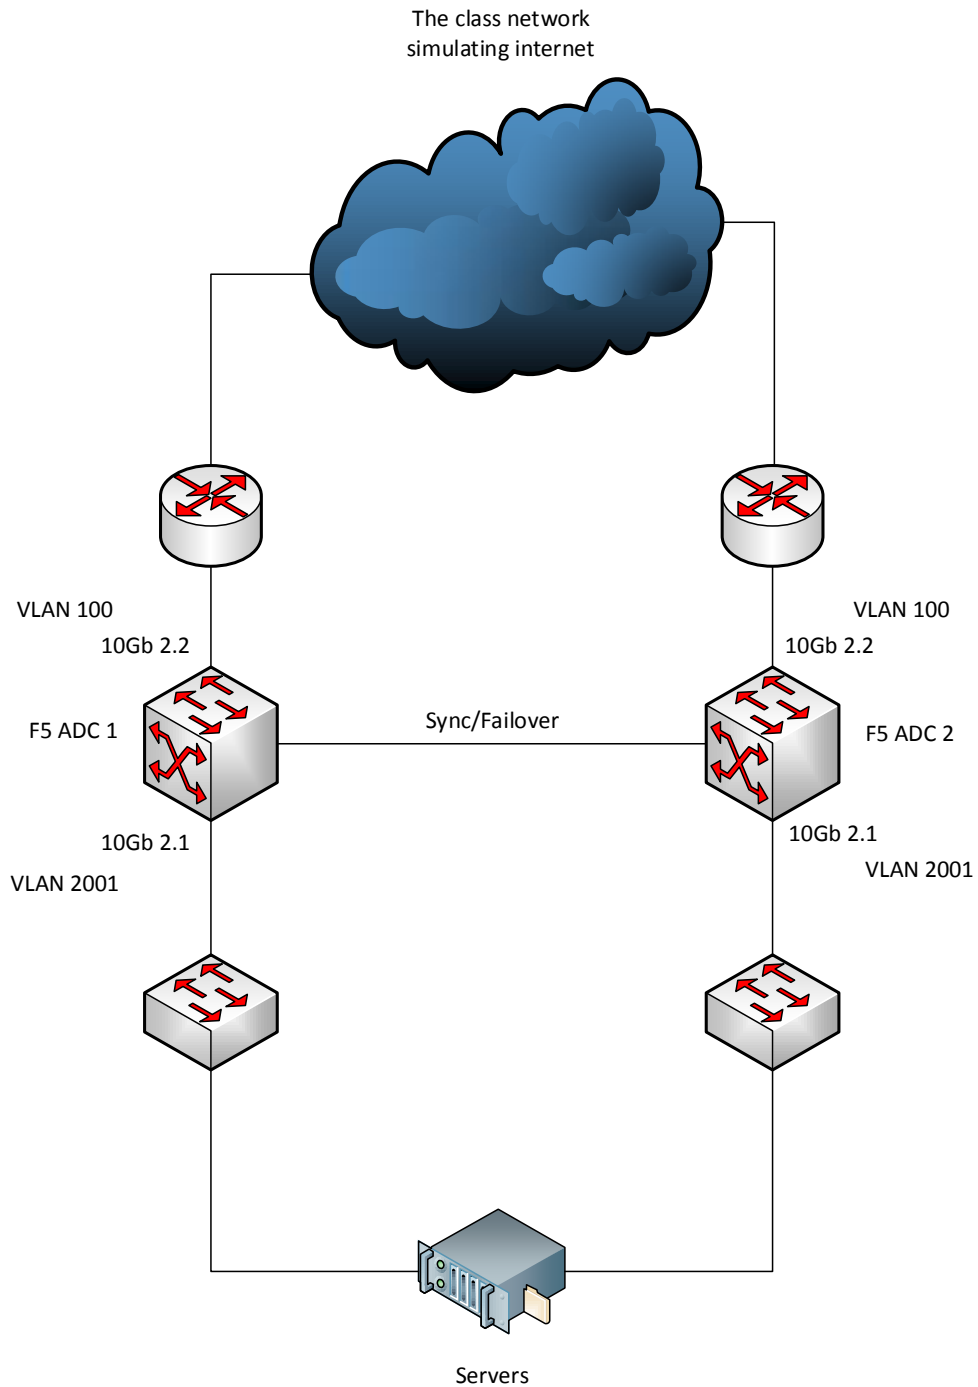 The class network
simulating internet
VLAN 100
VLAN 100
10Gb 2.2
10Gb 2.2
F5 ADC 1
Sync/Failover
F5 ADC 2
10Gb 2.1
10Gb 2.1
VLAN 2001
VLAN 2001
Servers